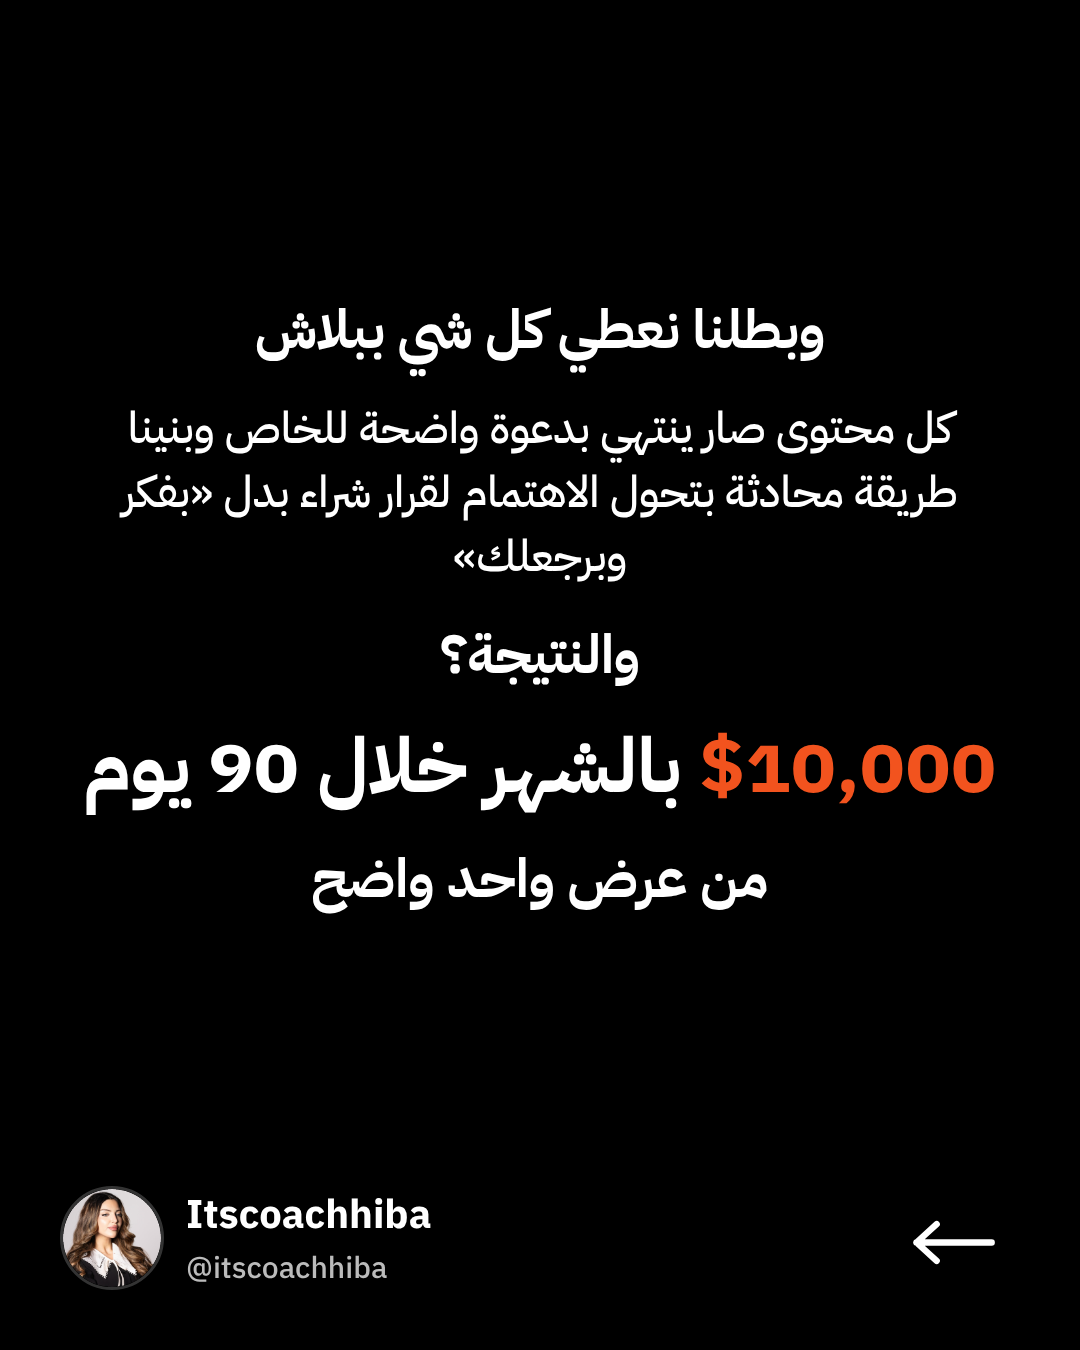 وبطلنا نعطي كل شي ببلاش
كل محتوى صار ينتهي بدعوة واضحة للخاص وبنينا
طريقة محادثة بتحول الاهتمام لقرار شراء بدل «بفكر
وبرجعلك»
والنتيجة؟
$10,000 بالشهر خلال 90 يوم
من عرض واحد واضح
Itscoachhiba
@itscoachhiba